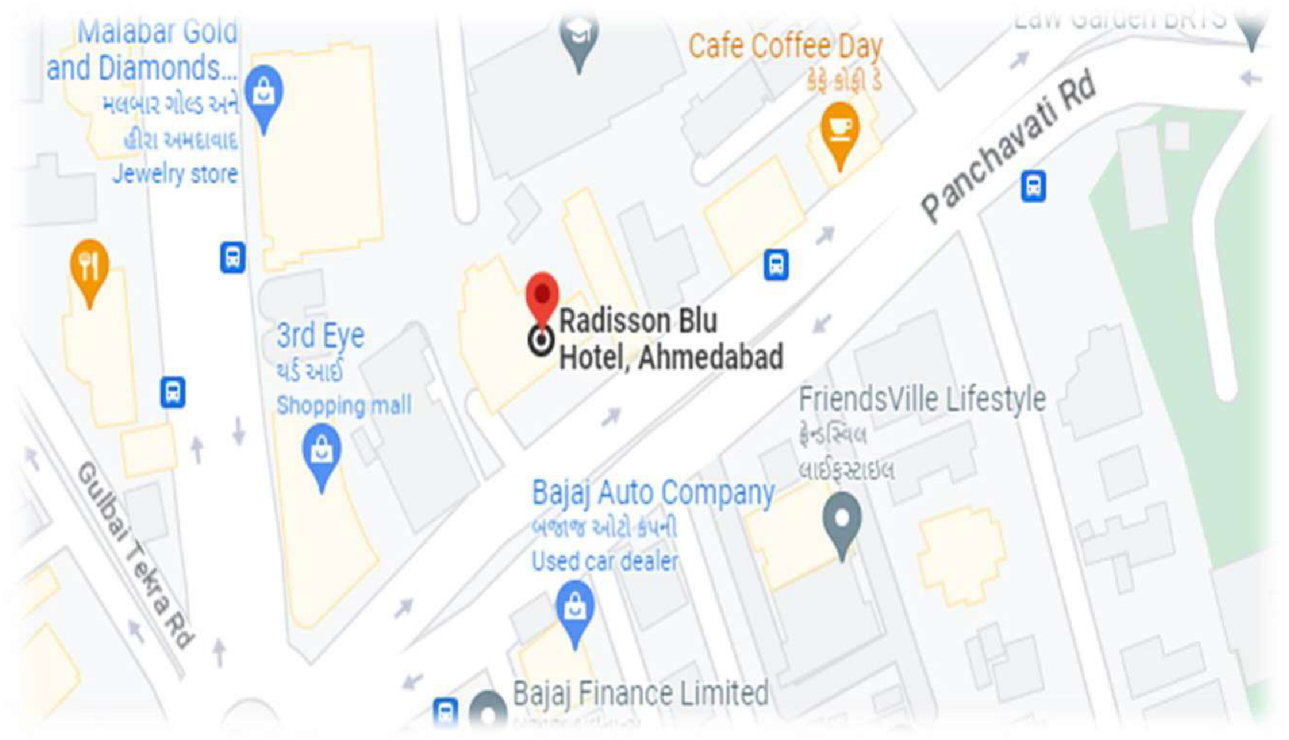 Malabar Gold
and Diamonds...
મલબાર ગોલ્ડ અને
હીરા અમદાવાદ
Jewelry store
Cafe Coffee Day
કેફે કોફી ડે
Law Garden BRTS
Panchavati Rd
Radisson Blu
Hotel, Ahmedabad
3rd Eye
થર્ડ આઈ
Shopping mall
FriendsVille Lifestyle
ફ્રેન્ડસ્વિલ
લાઈફસ્ટાઇલ
Gulbai Tekra Rd
Bajaj Auto Company
બજાજ ઓટો કંપની
Used car dealer
Bajaj Finance Limited